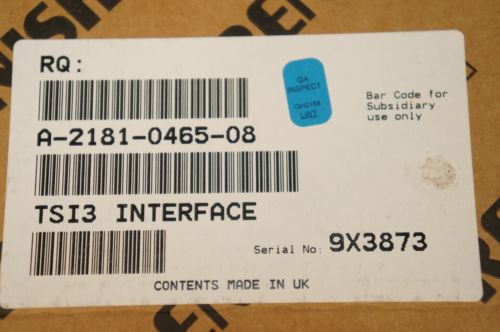 RQ:
QA
INSPECT
LWT
Bar Code for
Subsidiary
use only
A-2181-0465-08
TSI3 INTERFACE
Serial No: 9X3873
CONTENTS MADE IN UK